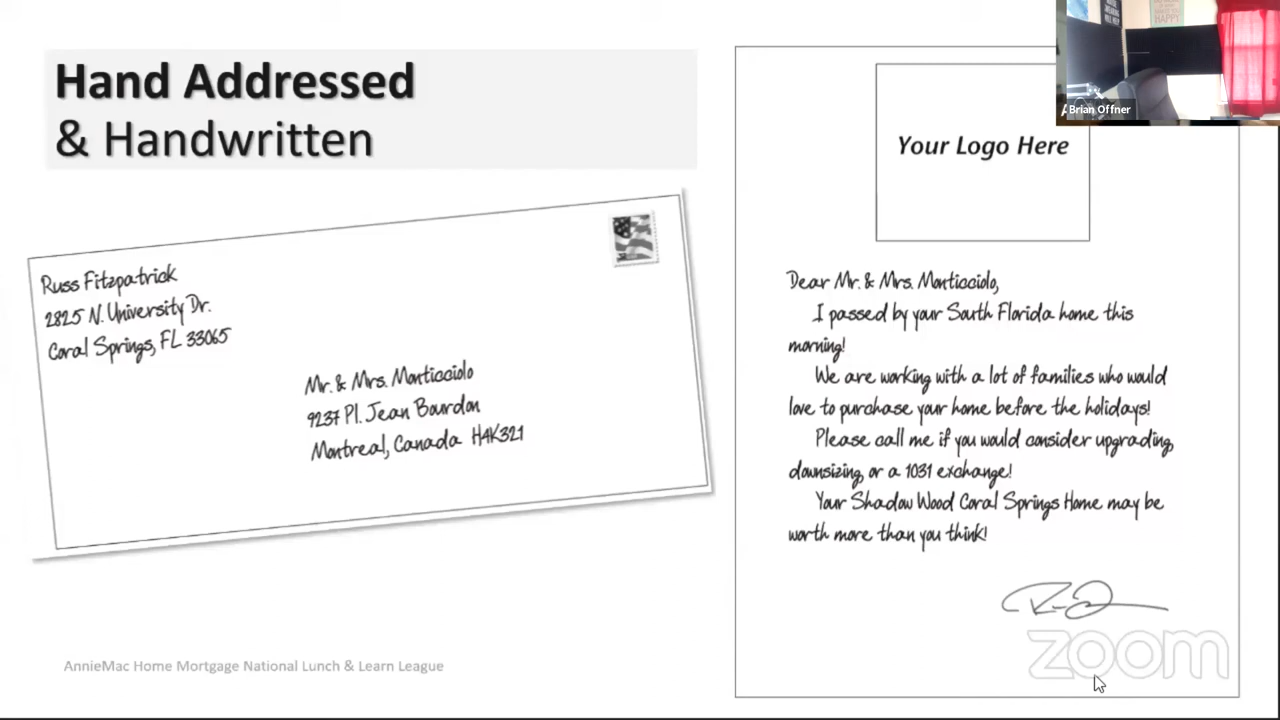 Hand Addressed
& Handwritten
Russ Fitzpatrick
2825 N. University Dr.
Coral Springs, FL 33065
Mr. & Mrs. Monticciolo
9237 Pl. Jean Bourdon
Montreal, Canada H4K321
AnnieMac Home Mortgage National Lunch & Learn League
Your Logo Here
Dear Mr. & Mrs. Monticciolo,
I passed by your South Florida home this
morning!
We are working with a lot of families who would
love to purchase your home before the holidays!
Please call me if you would consider upgrading,
downsizing, or a 1031 exchange!
Your Shadow Wood Coral Springs Home may be
worth more than you think!
zoom
HAPPY
Brian Offner